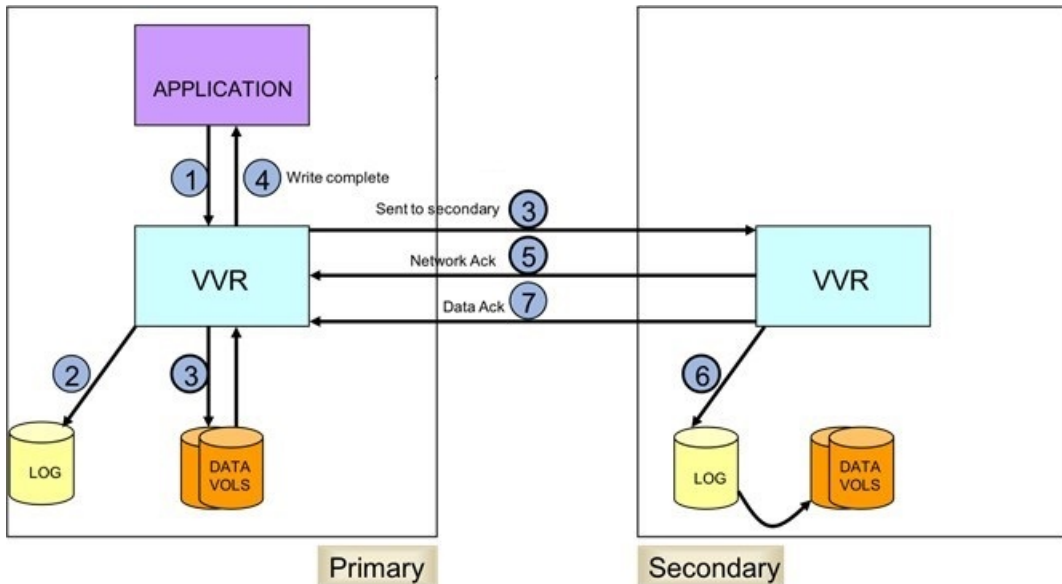 APPLICATION
1
4
Write complete
Sent to secondary
3
VVR
Network Ack
5
VVR
Data Ack
7
2
3
6
LOG
DATA
VOLS
LOG
DATA
VOLS
Primary
Secondary